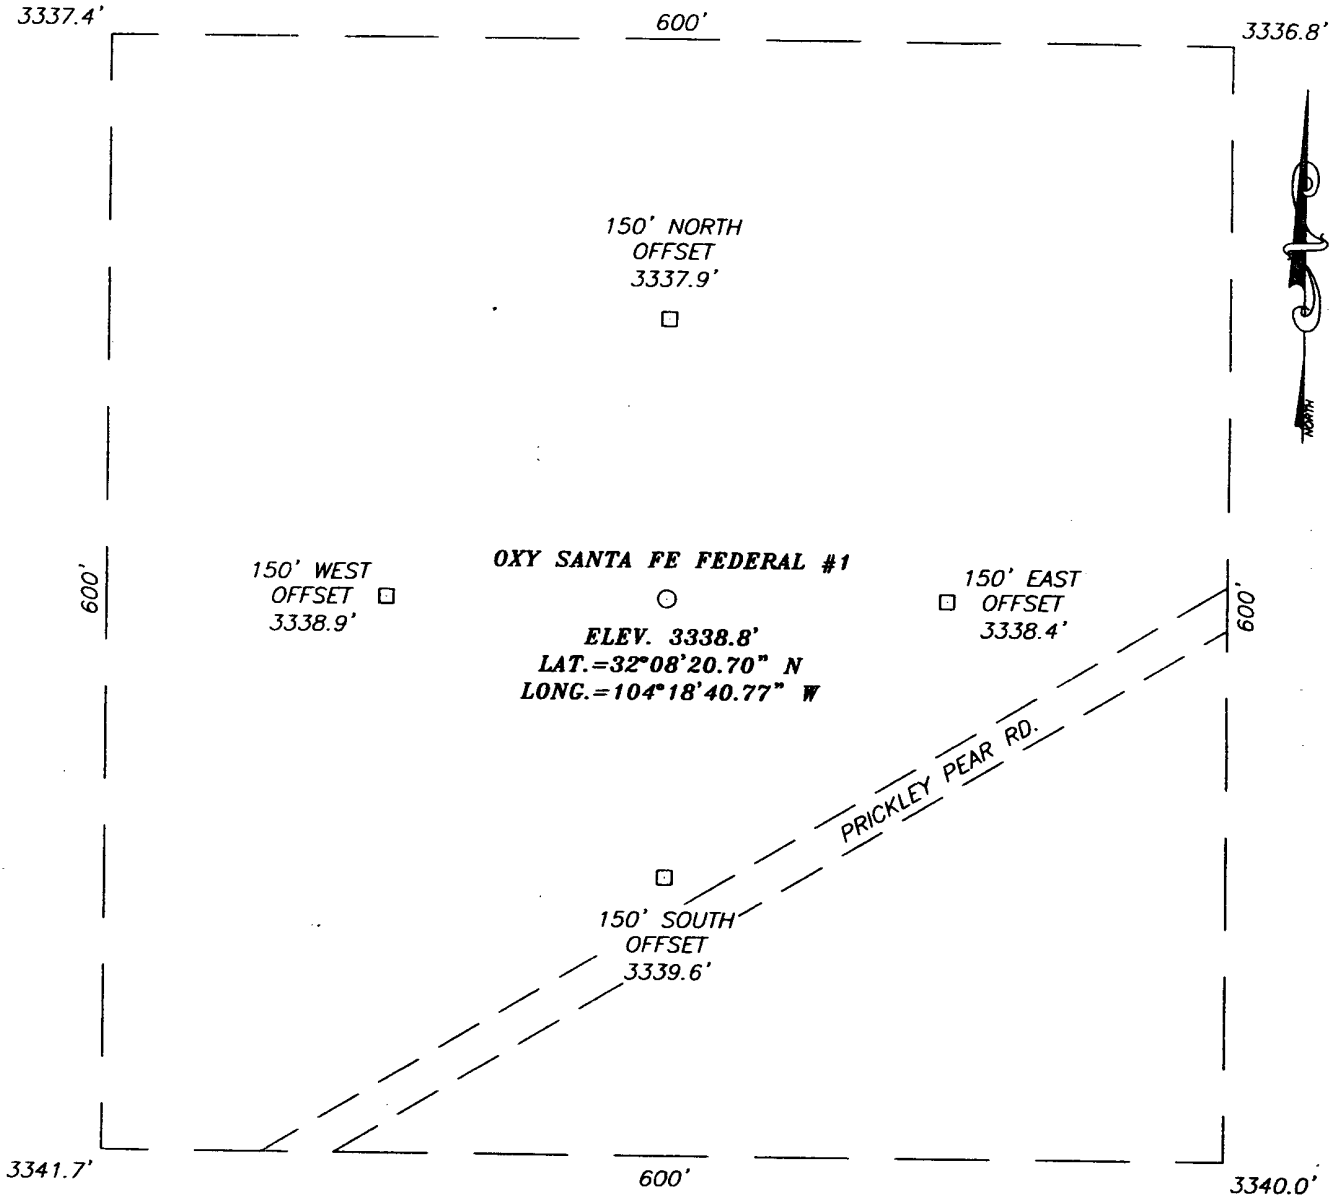 3337.4'
600'
3336.8'
150' NORTH
OFFSET
3337.9'
NORTH
600'
150' WEST
OFFSET
3338.9'
OXY SANTA FE FEDERAL #1
ELEV. 3338.8'
LAT.=32°08'20.70" N
LONG.=104°18'40.77" W
150' EAST
OFFSET
3338.4'
600'
PRICKLEY PEAR RD.
150' SOUTH
OFFSET
3339.6'
3341.7'
600'
3340.0'